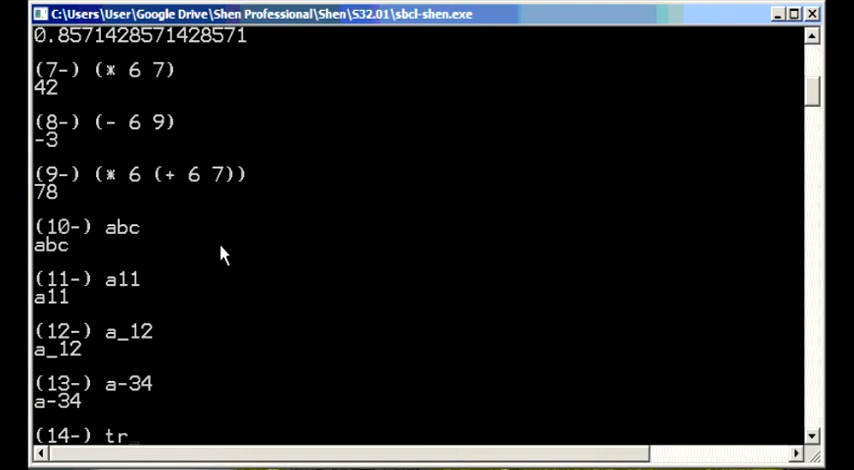 C:\Users\User\Google Drive\Shen Professional\Shen\S32.01\sbcl-shen.exe
0.8571428571428571
(7-) (* 6 7)
42
(8-) (- 6 9)
-3
(9-) (* 6 (+ 6 7))
78
(10-) abc
abc
(11-) a11
a11
(12-) a_12
a_12
(13-) a-34
a-34
(14-) tr_